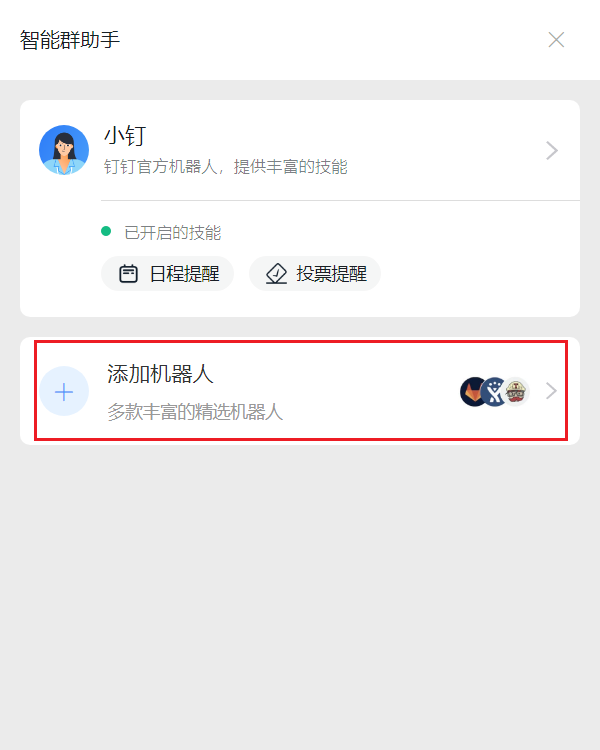 智能群助手
小钉
钉钉官方机器人，提供丰富的技能
已开启的技能
日程提醒 投票提醒
添加机器人
多款丰富的精选机器人